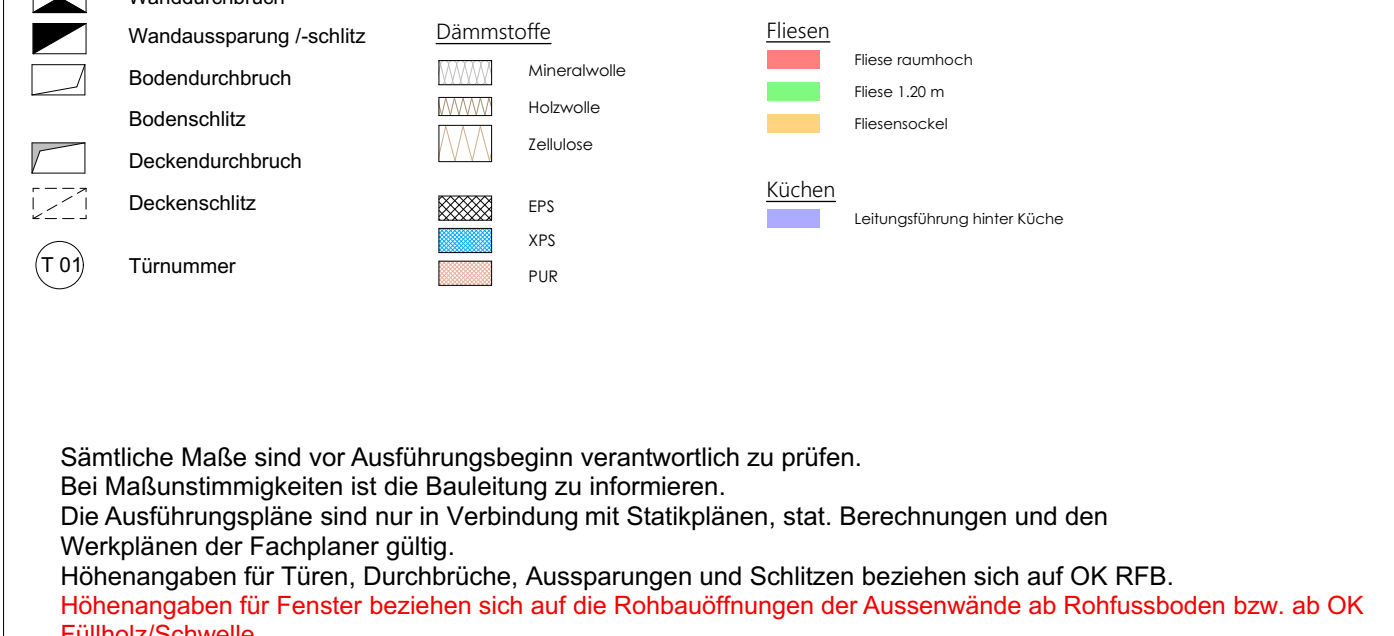 Wanddurchbruch
Wandaussparung /-schlitz
Bodendurchbruch
Bodenschlitz
Deckendurchbruch
Deckenschlitz
T 01
Türnummer
Dämmstoffe
Mineralwolle
Holzwolle
Zellulose
EPS
XPS
PUR
Fliesen
Fliese raumhoch
Fliese 1.20 m
Fliesensockel
Küchen
Leitungsführung hinter Küche
Sämtliche Maße sind vor Ausführungsbeginn verantwortlich zu prüfen.
Bei Maßunstimmigkeiten ist die Bauleitung zu informieren.
Die Ausführungspläne sind nur in Verbindung mit Statikplänen, stat. Berechnungen und den
Werkplänen der Fachplaner gültig.
Höhenangaben für Türen, Durchbrüche, Aussparungen und Schlitzen beziehen sich auf OK RFB.
Höhenangaben für Fenster beziehen sich auf die Rohbauöffnungen der Aussenwände ab Rohfussboden bzw. ab OK
Füllholz/Schwelle